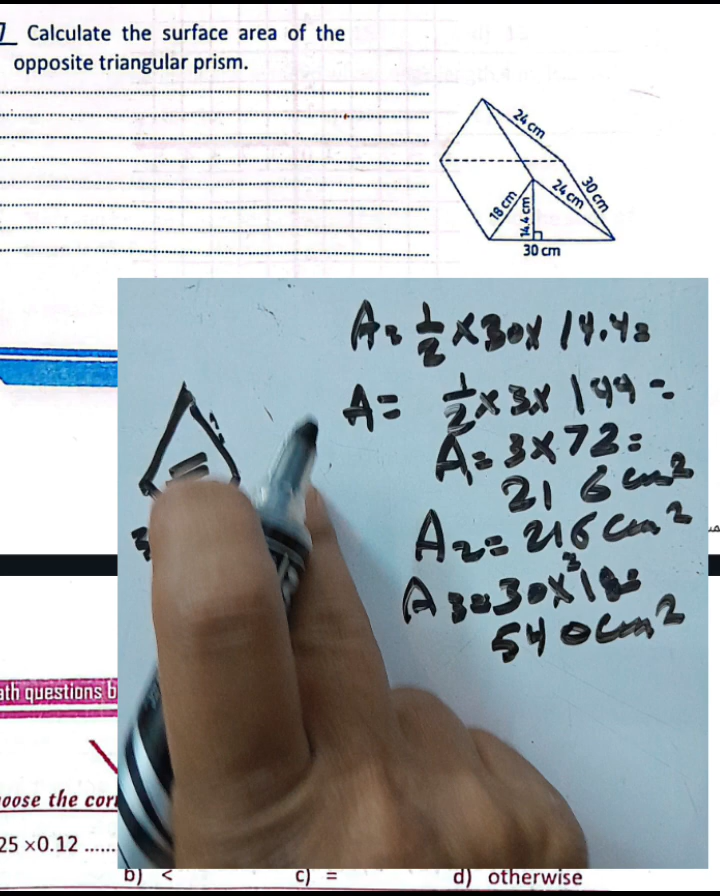 7 Calculate the surface area of the
opposite triangular prism.
24 cm
30 cm
24 cm
18 cm
14.4 cm
30 cm
A= 1/2 x 30 x 14.4=
A= 1/2 x 3 x 144 =
A= 3 x 72 =
216 cm2
A2= 216 cm2
A3= 30 x 18=
540 cm2
ath questions b
oose the cor
25 ×0.12 ......
b) <
c) =
d) otherwise